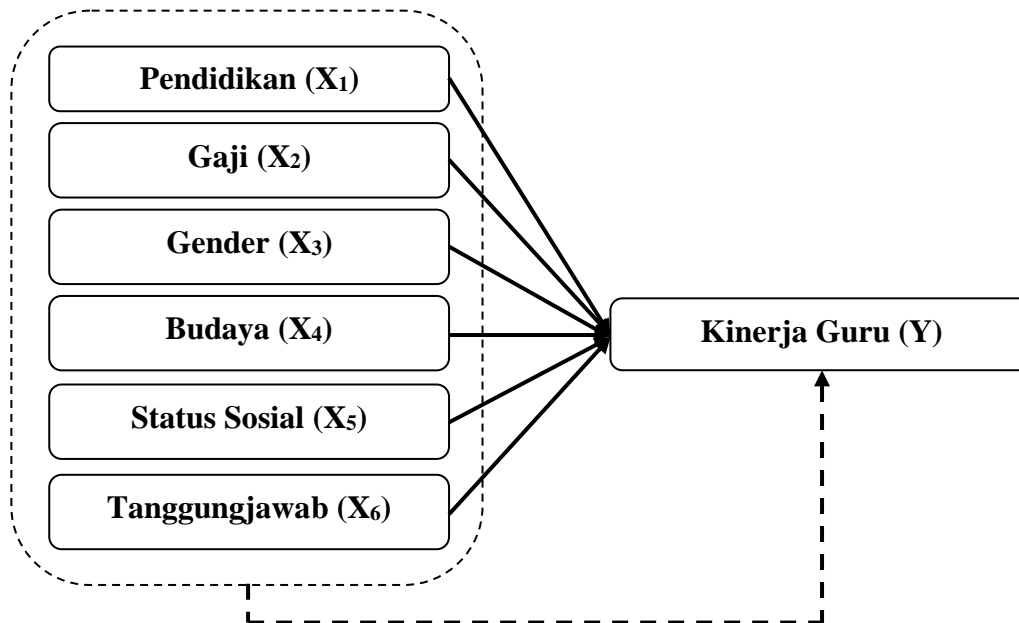 Pendidikan (X₁)
Gaji (X₂)
Gender (X₃)
Budaya (X₄)
Status Sosial (X₅)
Tanggungjawab (X₆)
Kinerja Guru (Y)